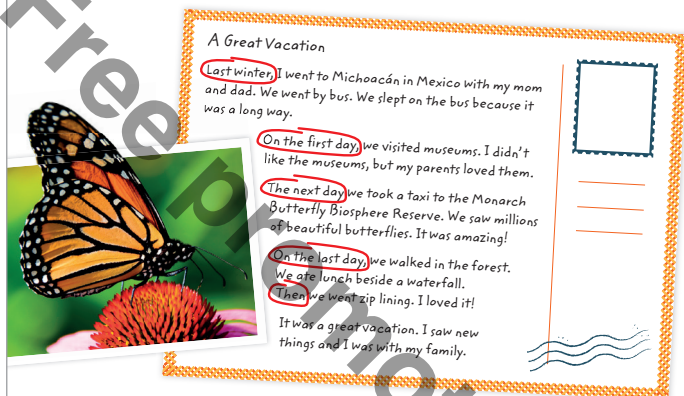 A Great Vacation
Last winter, I went to Michoacán in Mexico with my mom
and dad. We went by bus. We slept on the bus because it
was a long way.
On the first day, we visited museums. I didn't
like the museums, but my parents loved them.
The next day we took a taxi to the Monarch
Butterfly Biosphere Reserve. We saw millions
of beautiful butterflies. It was amazing!
On the last day, we walked in the forest.
We ate lunch beside a waterfall.
Then we went zip lining. I loved it!
It was a great vacation. I saw new
things and I was with my family.
Free